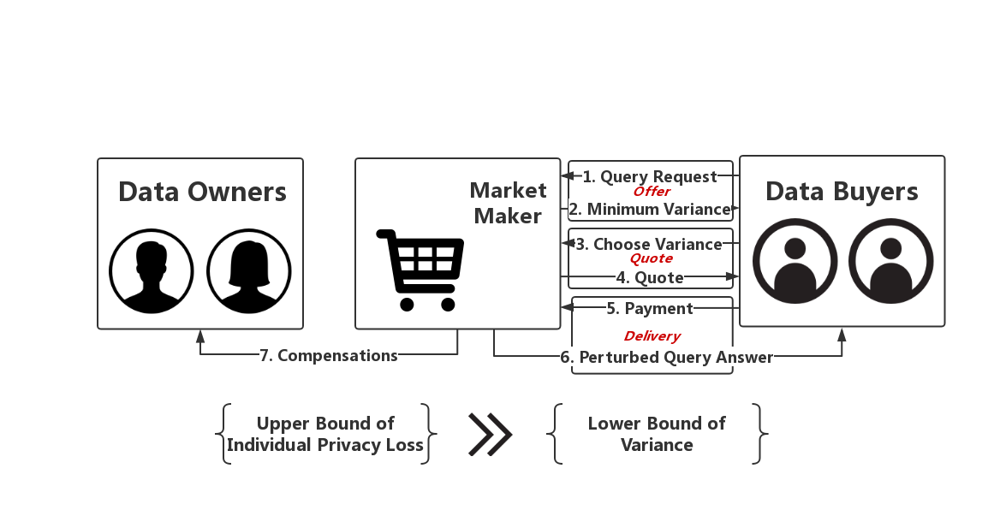 Data Owners
Market
Maker
1. Query Request
Offer
2. Minimum Variance
3. Choose Variance
Quote
4. Quote
5. Payment
Delivery
6. Perturbed Query Answer
Data Buyers
7. Compensations
Upper Bound of
Individual Privacy Loss
Lower Bound of
Variance